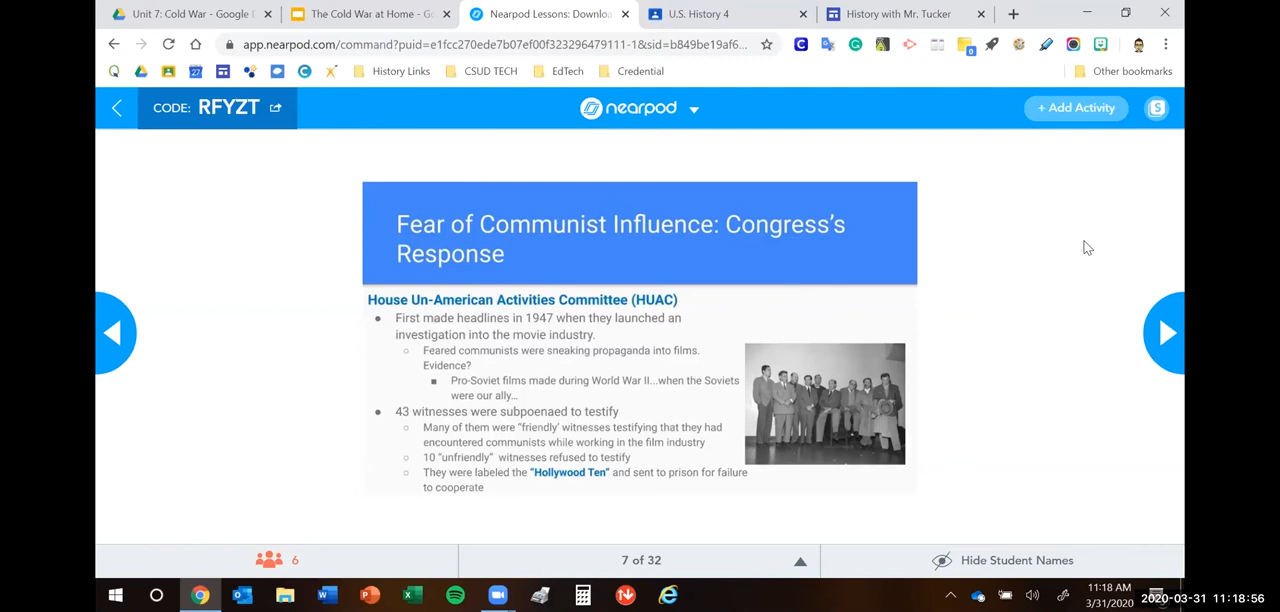 Unit 7: Cold War - Google D
The Cold War at Home - Go
Nearpod Lessons: Downloa
U.S. History 4
History with Mr. Tucker
app.nearpod.com/command?puid=e1fcc270ede7b07ef00f323296479111-1&sid=b849be19af6...
History Links
CSUD TECH
EdTech
Credential
Other bookmarks
CODE: RFYZT
nearpod
+ Add Activity
S
Fear of Communist Influence: Congress's
Response
House Un-American Activities Committee (HUAC)
First made headlines in 1947 when they launched an
investigation into the movie industry.
Feared communists were sneaking propaganda into films.
Evidence?
Pro-Soviet films made during World War II...when the Soviets
were our ally...
43 witnesses were subpoenaed to testify
Many of them were “friendly’ witnesses testifying that they had
encountered communists while working in the film industry
10 “unfriendly” witnesses refused to testify
They were labeled the “Hollywood Ten” and sent to prison for failure
to cooperate
6
7 of 32
Hide Student Names
11:18 AM
3/31/2020
2020-03-31 11:18:56